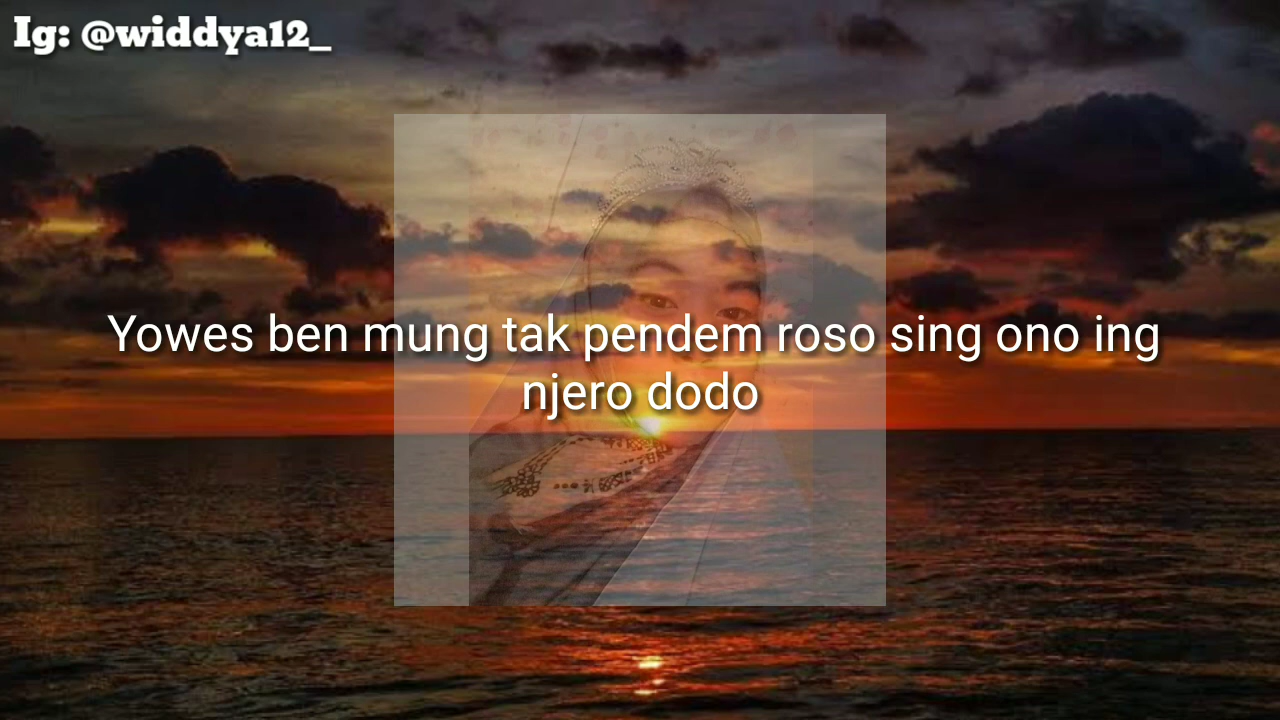 Ig: @widdya12_
Yowes ben mung tak pendem roso sing ono ing
njero dodo